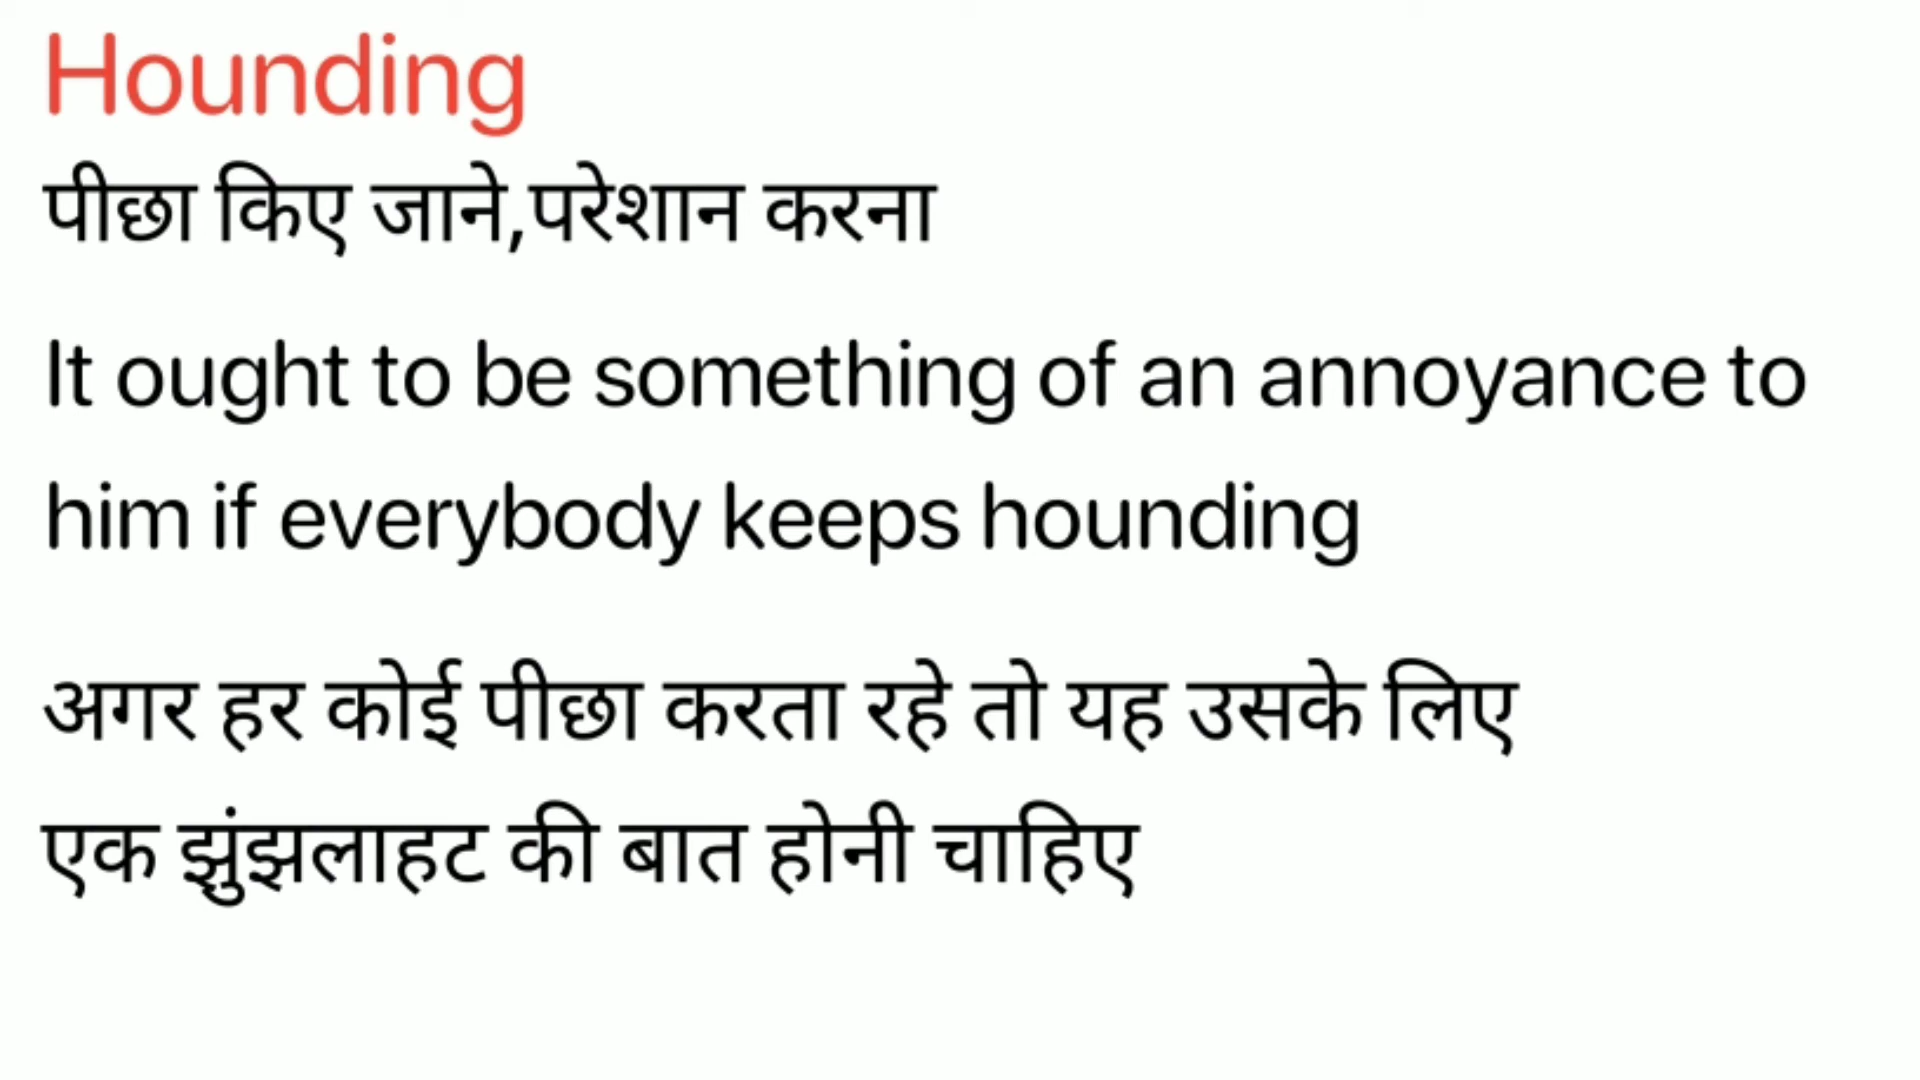 Hounding
पीछा किए जाने,परेशान करना
It ought to be something of an annoyance to
him if everybody keeps hounding
अगर हर कोई पीछा करता रहे तो यह उसके लिए
एक झुंझलाहट की बात होनी चाहिए